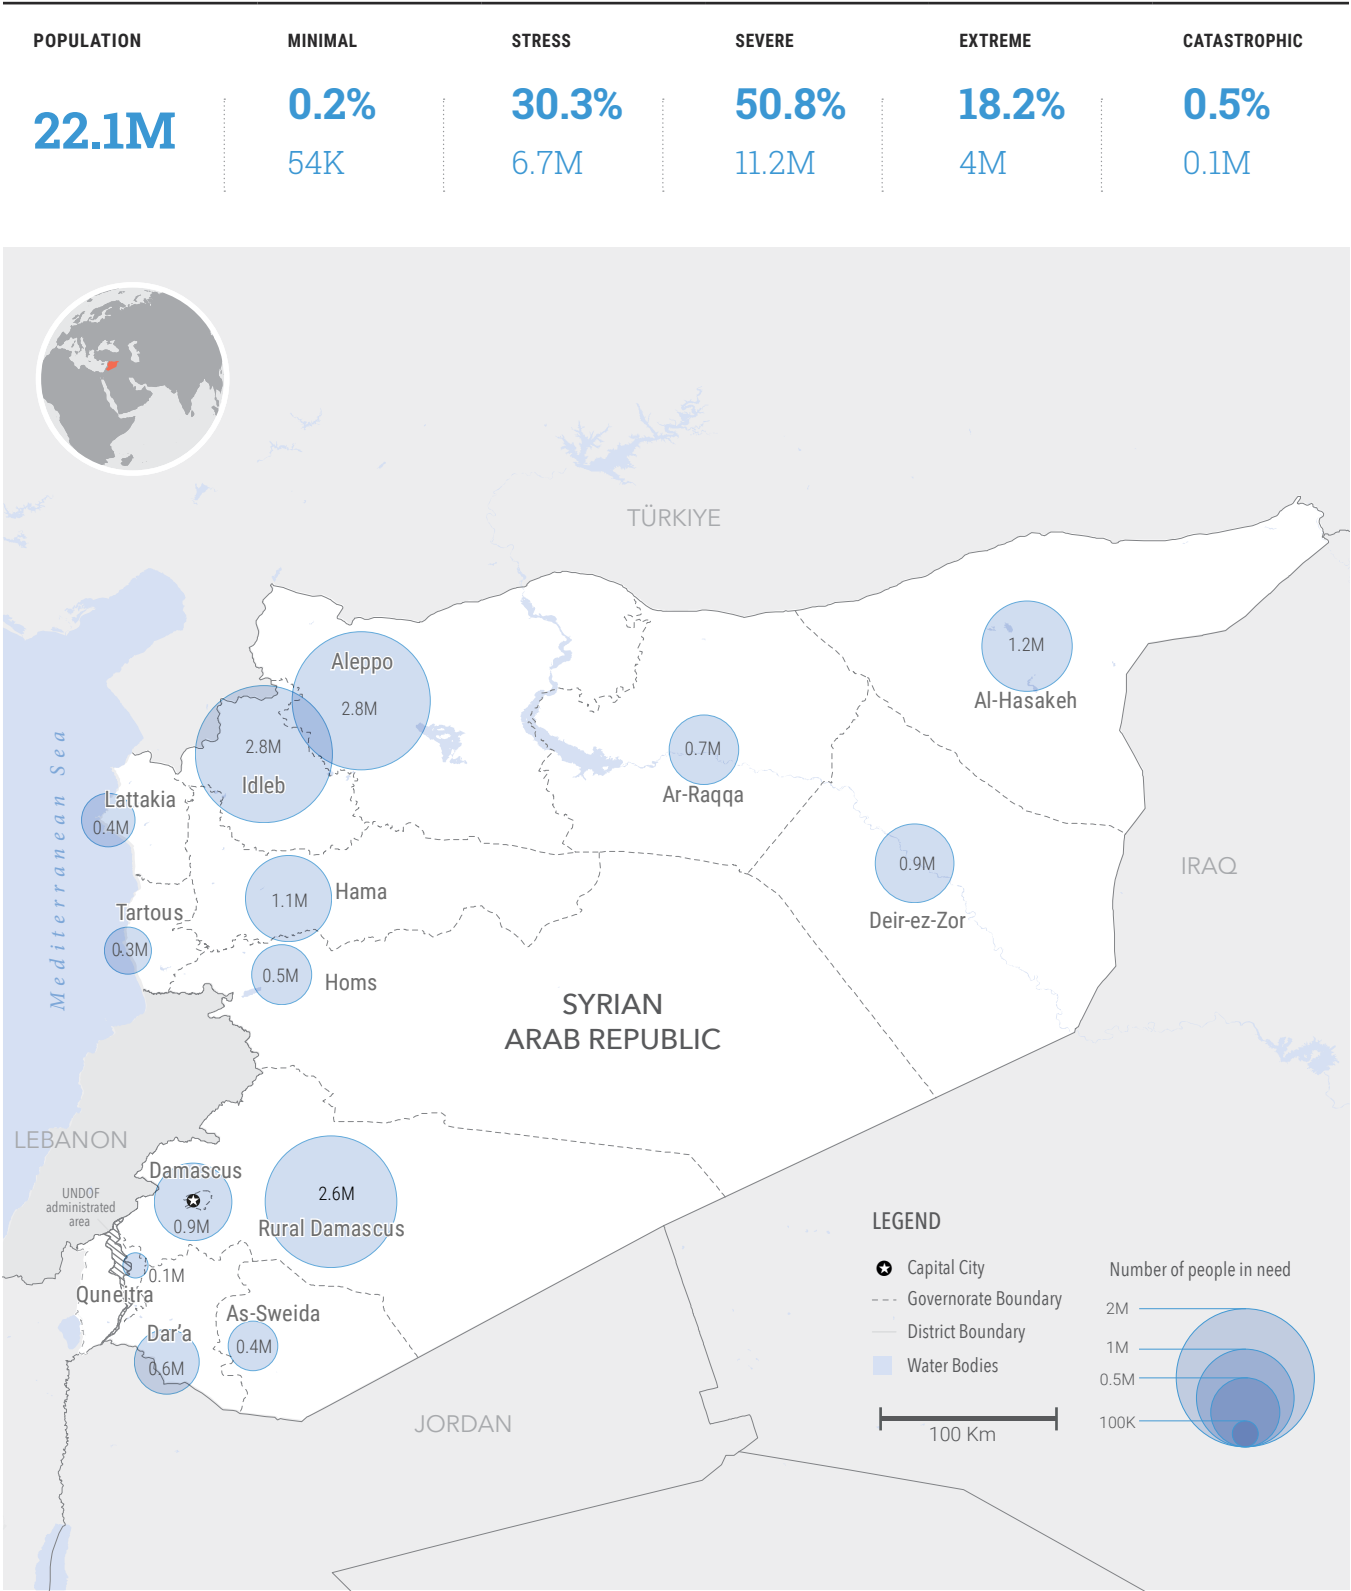 POPULATION
MINIMAL
STRESS
SEVERE
EXTREME
CATASTROPHIC
22.1M
0.2%
30.3%
50.8%
18.2%
0.5%
54K
6.7M
11.2M
4M
0.1M
TÜRKIYE
Aleppo
2.8M
1.2M
Al-Hasakeh
2.8M
Idleb
0.7M
Ar-Raqqa
Mediterranean Sea
Lattakia
0.4M
0.9M
Deir-ez-Zor
IRAQ
1.1M
Hama
Tartous
0.3M
0.5M
Homs
SYRIAN
ARAB REPUBLIC
LEBANON
Damascus
0.9M
2.6M
Rural Damascus
UNDOF
administrated
area
0.1M
Quneitra
As-Sweida
0.4M
Dar'a
0.6M
JORDAN
LEGEND
Capital City
Governorate Boundary
District Boundary
Water Bodies
100 Km
Number of people in need
2M
1M
0.5M
100K